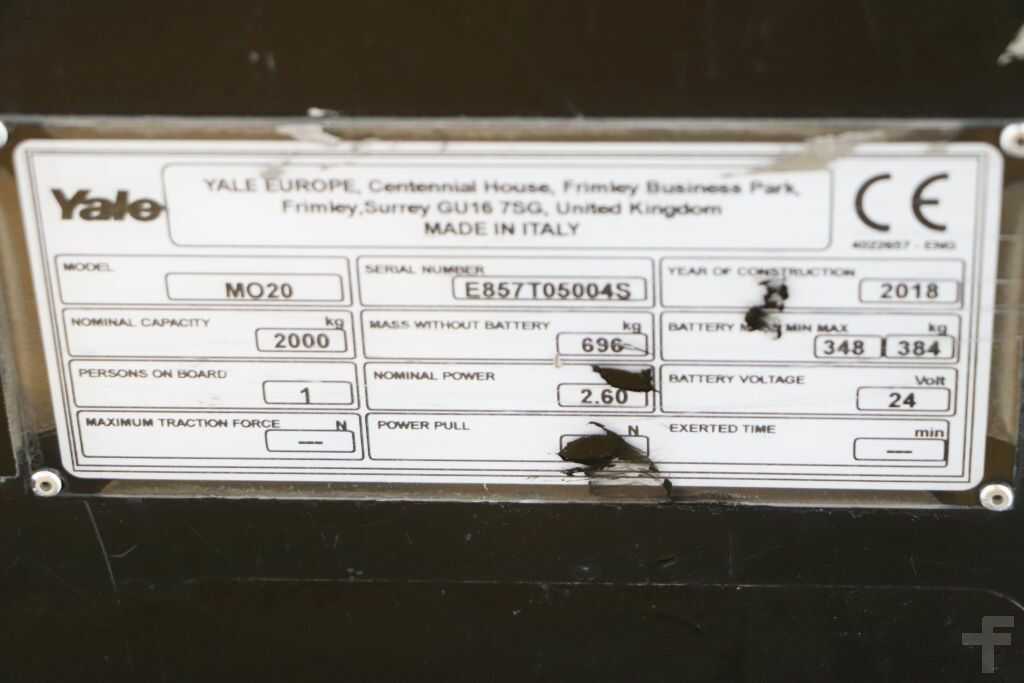 Yale
YALE EUROPE, Centennial House, Frimley Business Park,
Frimley,Surrey GU16 7SG, United Kingdom
MADE IN ITALY
CE
4022657 - ENG
MODEL MO20
SERIAL NUMBER E857T05004S
YEAR OF CONSTRUCTION 2018
NOMINAL CAPACITY kg 2000
MASS WITHOUT BATTERY kg 696
BATTERY MIN MAX kg 348 384
PERSONS ON BOARD 1
NOMINAL POWER 2.60
BATTERY VOLTAGE Volt 24
MAXIMUM TRACTION FORCE N ---
POWER PULL N
EXERTED TIME min ---